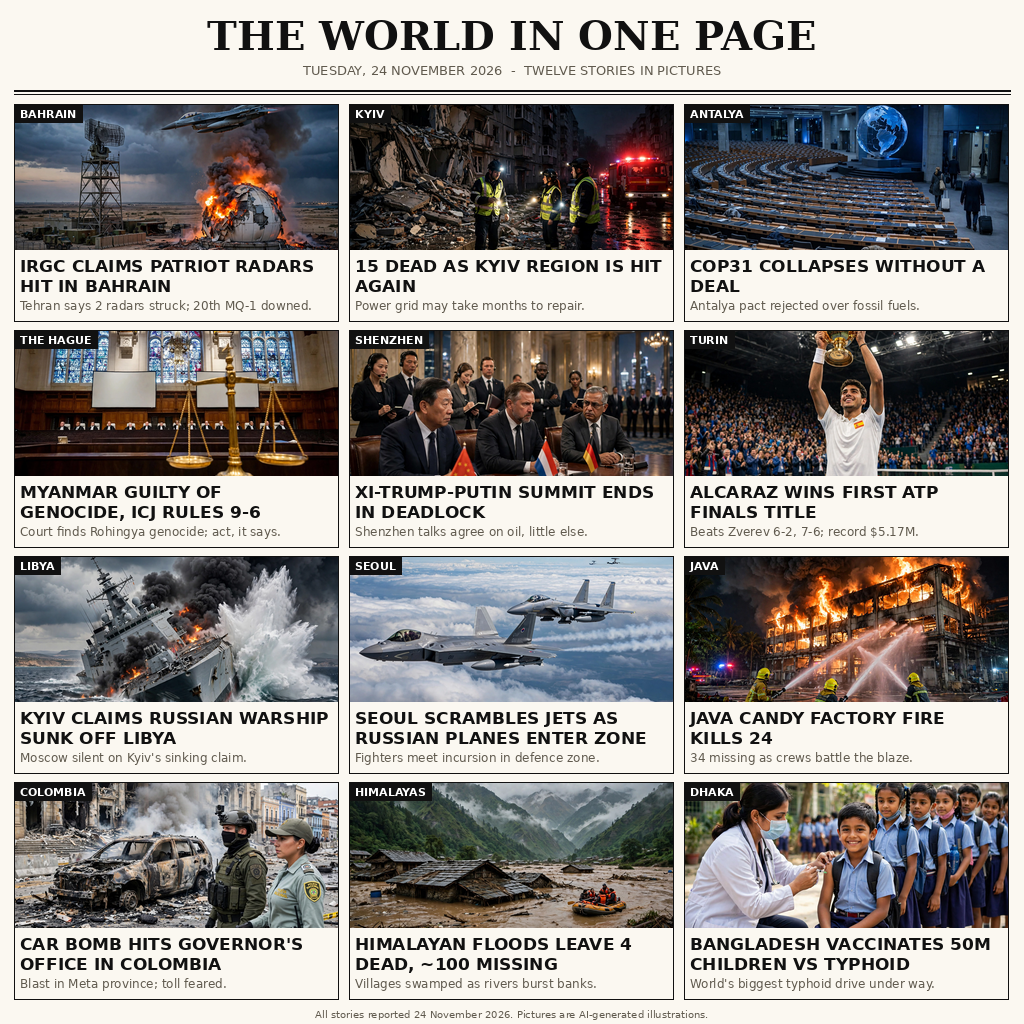 THE WORLD IN ONE PAGE
TUESDAY, 24 NOVEMBER 2026 - TWELVE STORIES IN PICTURES
BAHRAIN
IRGC CLAIMS PATRIOT RADARS
HIT IN BAHRAIN
Tehran says 2 radars struck; 20th MQ-1 downed.
KYIV
15 DEAD AS KYIV REGION IS HIT
AGAIN
Power grid may take months to repair.
ANTALYA
COP31 COLLAPSES WITHOUT A
DEAL
Antalya pact rejected over fossil fuels.
THE HAGUE
MYANMAR GUILTY OF
GENOCIDE, ICJ RULES 9-6
Court finds Rohingya genocide; act, it says.
SHENZHEN
XI-TRUMP-PUTIN SUMMIT ENDS
IN DEADLOCK
Shenzhen talks agree on oil, little else.
TURIN
ALCARAZ WINS FIRST ATP
FINALS TITLE
Beats Zverev 6-2, 7-6; record $5.17M.
LIBYA
KYIV CLAIMS RUSSIAN WARSHIP
SUNK OFF LIBYA
Moscow silent on Kyiv's sinking claim.
SEOUL
SEOUL SCRAMBLES JETS AS
RUSSIAN PLANES ENTER ZONE
Fighters meet incursion in defence zone.
JAVA
JAVA CANDY FACTORY FIRE
KILLS 24
34 missing as crews battle the blaze.
COLOMBIA
CAR BOMB HITS GOVERNOR'S
OFFICE IN COLOMBIA
Blast in Meta province; toll feared.
HIMALAYAS
HIMALAYAN FLOODS LEAVE 4
DEAD, ~100 MISSING
Villages swamped as rivers burst banks.
DHAKA
BANGLADESH VACCINATES 50M
CHILDREN VS TYPHOID
World's biggest typhoid drive under way.
All stories reported 24 November 2026. Pictures are AI-generated illustrations.